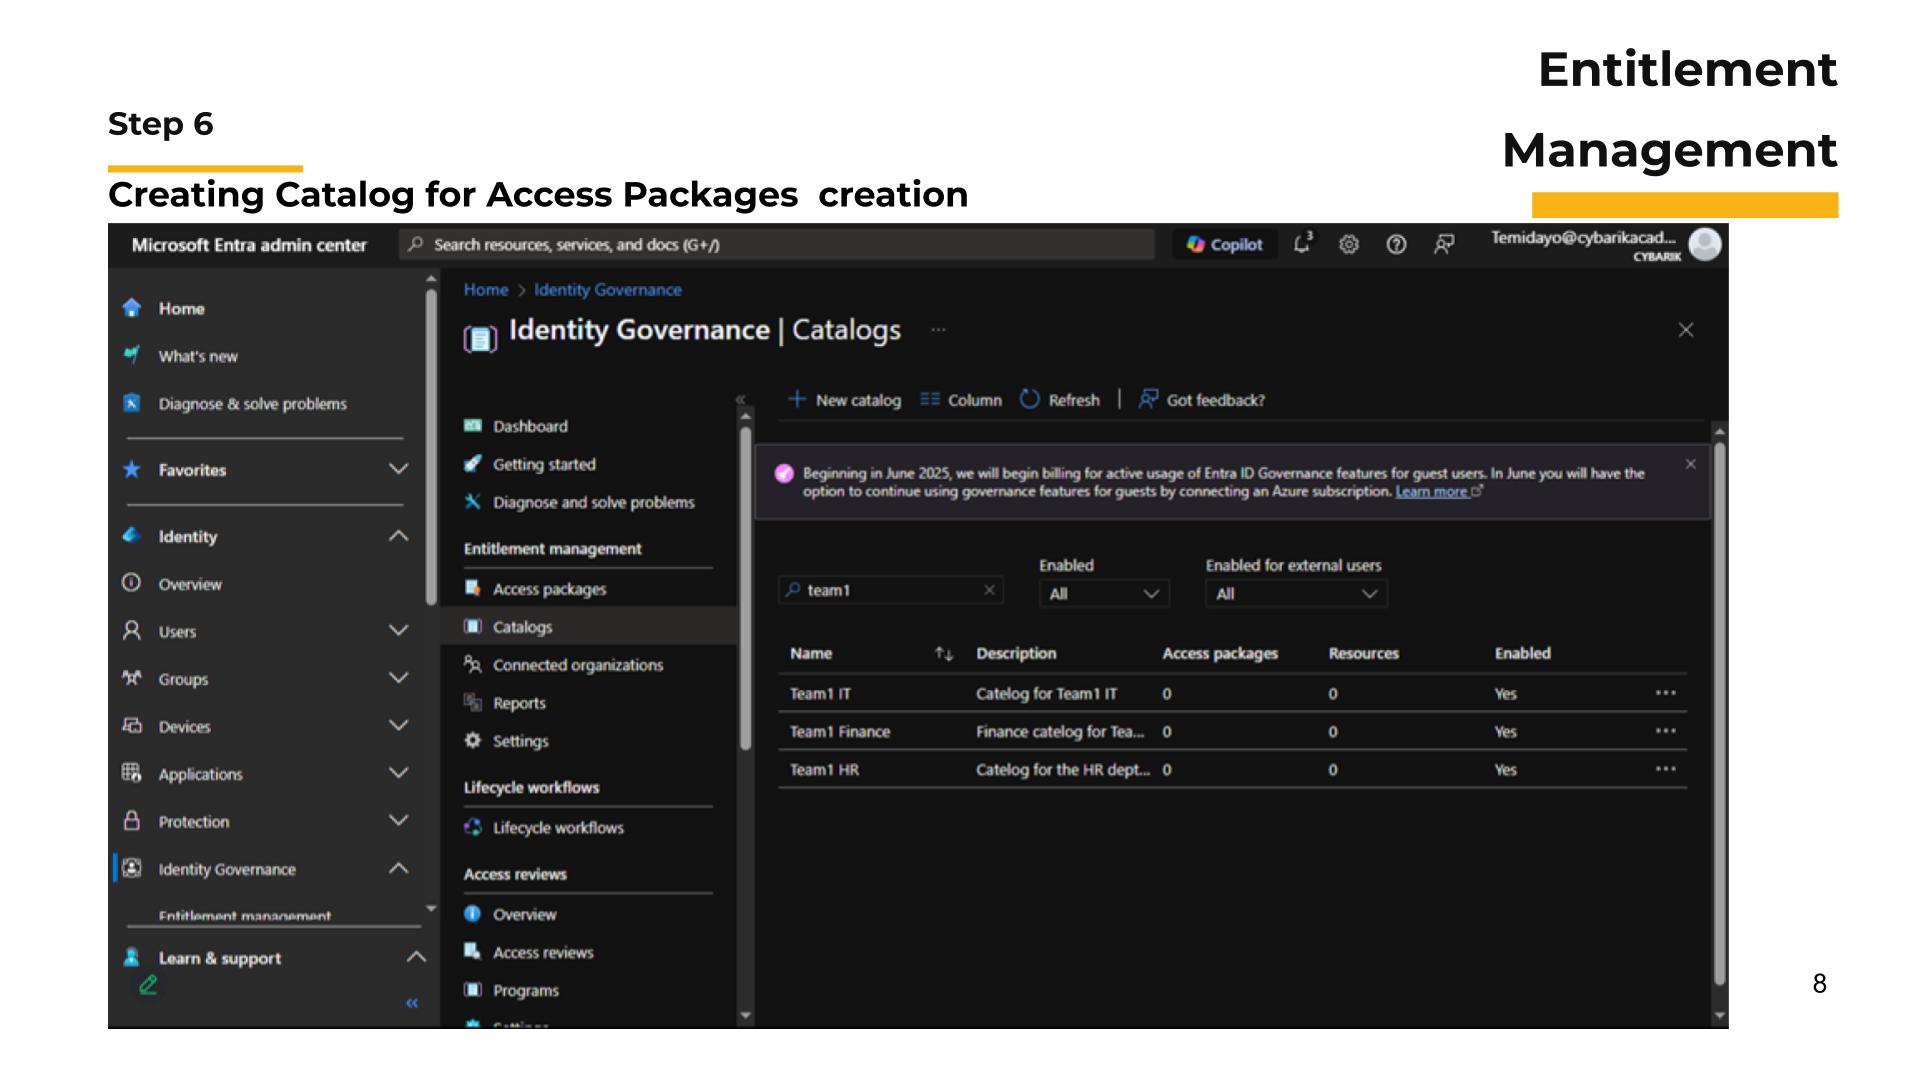 Entitlement
Management
Step 6
Creating Catalog for Access Packages creation
Microsoft Entra admin center
Search resources, services, and docs (G+/)
Copilot
3
Temidayo@cybarikacad...
CYBARIK
Home
What's new
Diagnose & solve problems
Favorites
Identity
Overview
Users
Groups
Devices
Applications
Protection
Identity Governance
Entitlement management
Learn & support
Home > Identity Governance
Identity Governance | Catalogs ...
Dashboard
Getting started
Diagnose and solve problems
Entitlement management
Access packages
Catalogs
Connected organizations
Reports
Settings
Lifecycle workflows
Lifecycle workflows
Access reviews
Overview
Access reviews
Programs
Settings
New catalog Column Refresh | Got feedback?
Beginning in June 2025, we will begin billing for active usage of Entra ID Governance features for guest users. In June you will have the
option to continue using governance features for guests by connecting an Azure subscription. Learn more
Enabled Enabled for external users
team1 All All
Name Description Access packages Resources Enabled
Team1 IT Catelog for Team1 IT 0 0 Yes ...
Team1 Finance Finance catelog for Tea... 0 0 Yes ...
Team1 HR Catelog for the HR dept... 0 0 Yes ...
8